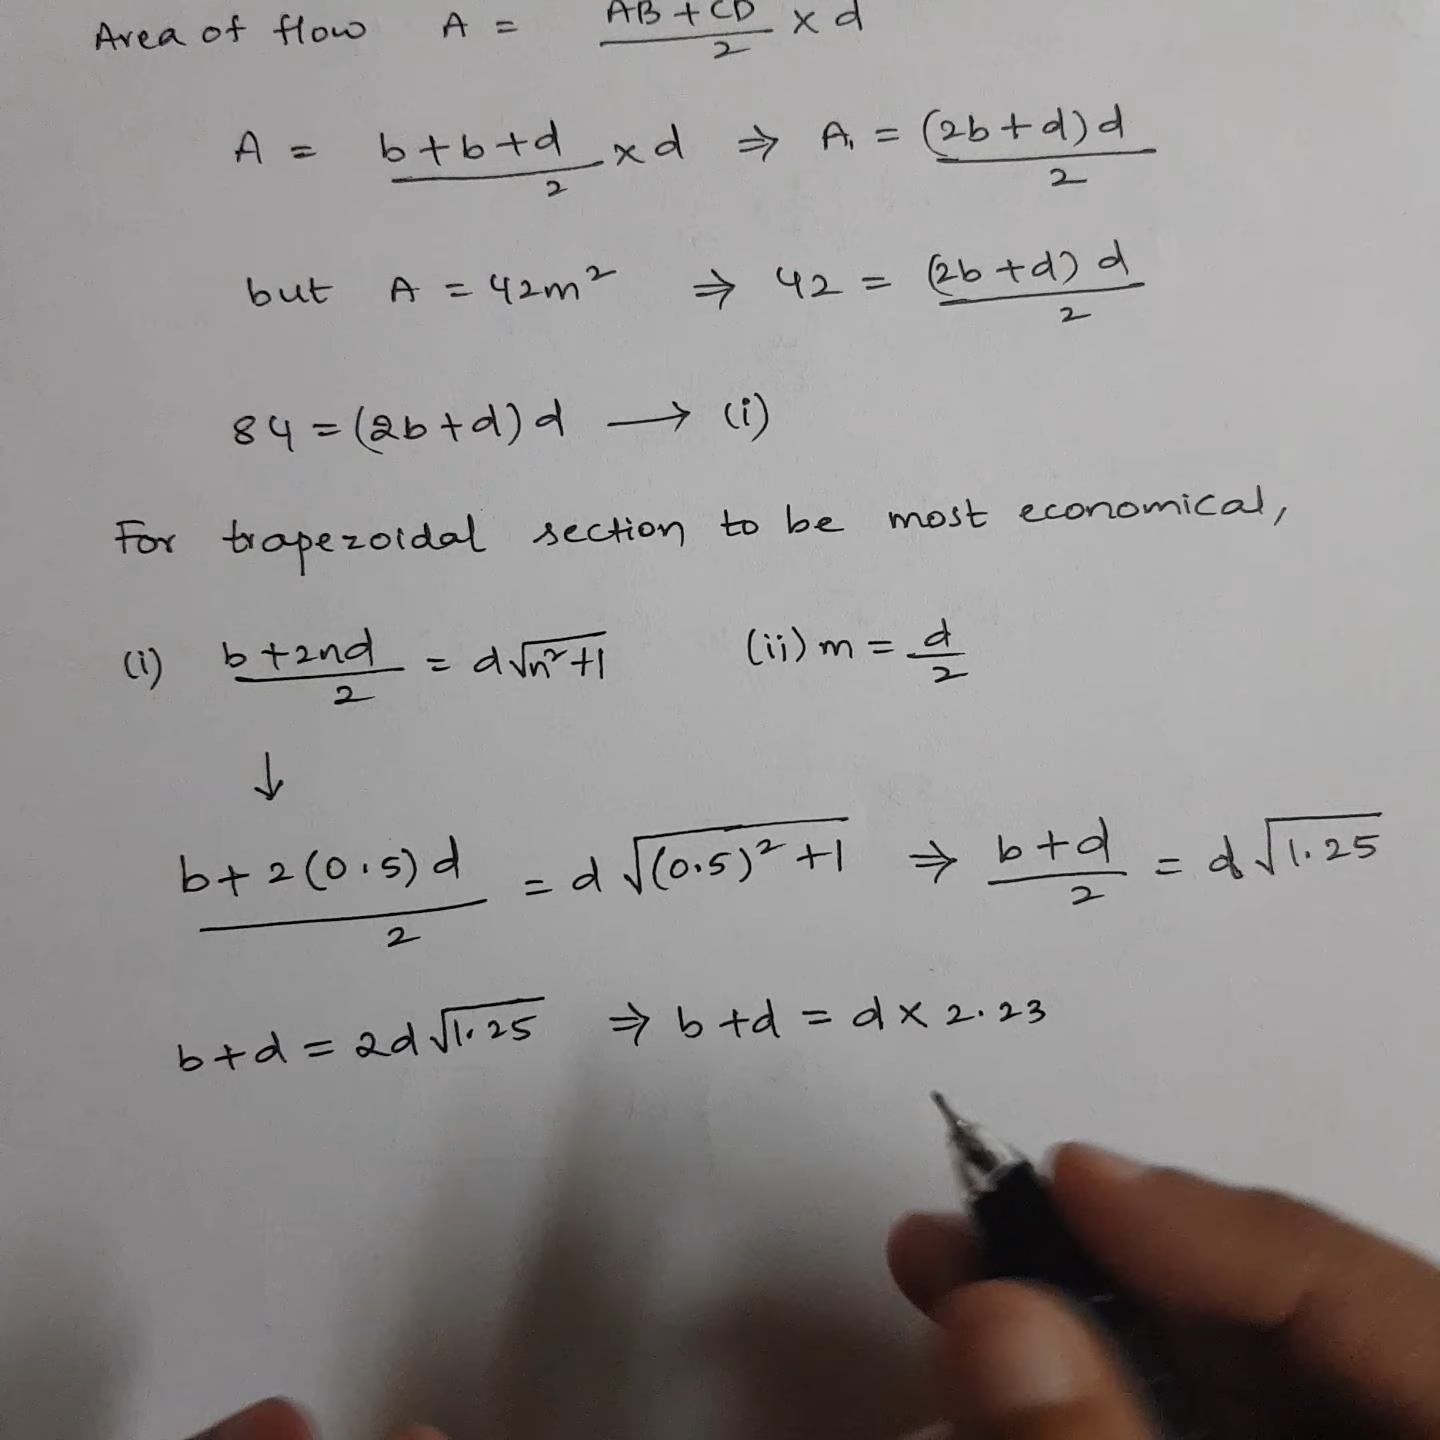 Area of flow A = AB + CD / 2 × d
A = b + b + d / 2 × d ⇒ A₁ = (2b + d) d / 2
but A = 42m² ⇒ 42 = (2b + d) d / 2
84 = (2b + d) d ⟶ (i)
For trapezoidal section to be most economical,
(i) b + 2nd / 2 = d√n²+1 (ii) m = d / 2
↓
b + 2(0.5) d / 2 = d √(0.5)² + 1 ⇒ b + d / 2 = d √1.25
b + d = 2d √1.25 ⇒ b + d = d × 2.23